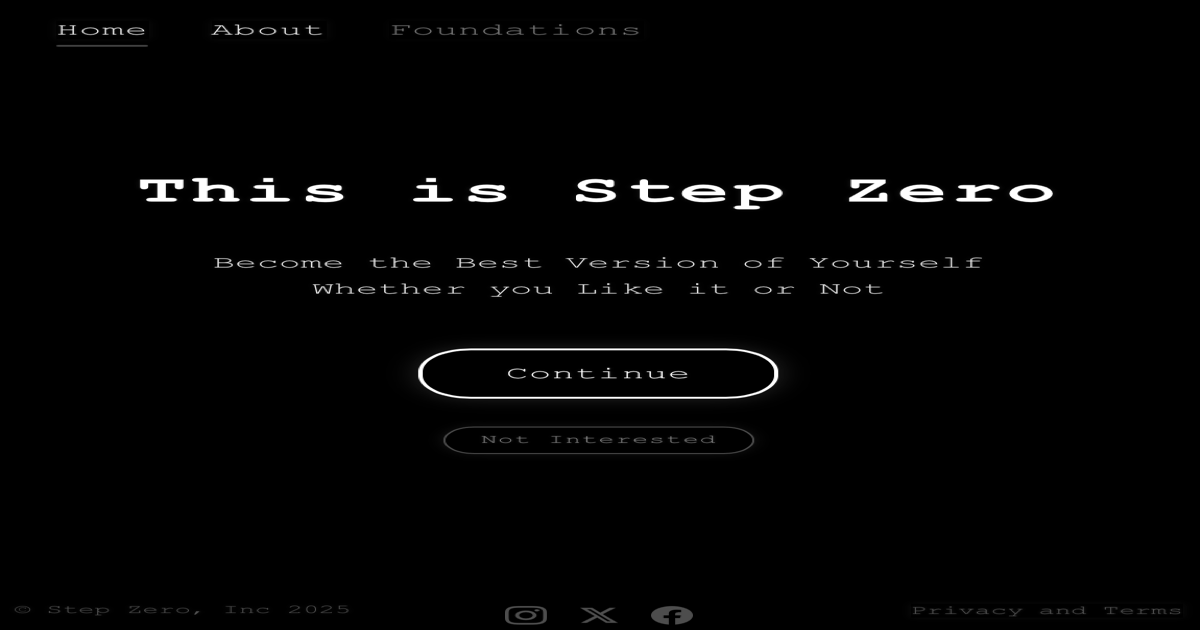 Home About Foundations
This is Step Zero
Become the Best Version of Yourself
Whether you Like it or Not
Continue
Not Interested
© Step Zero, Inc 2025 Privacy and Terms